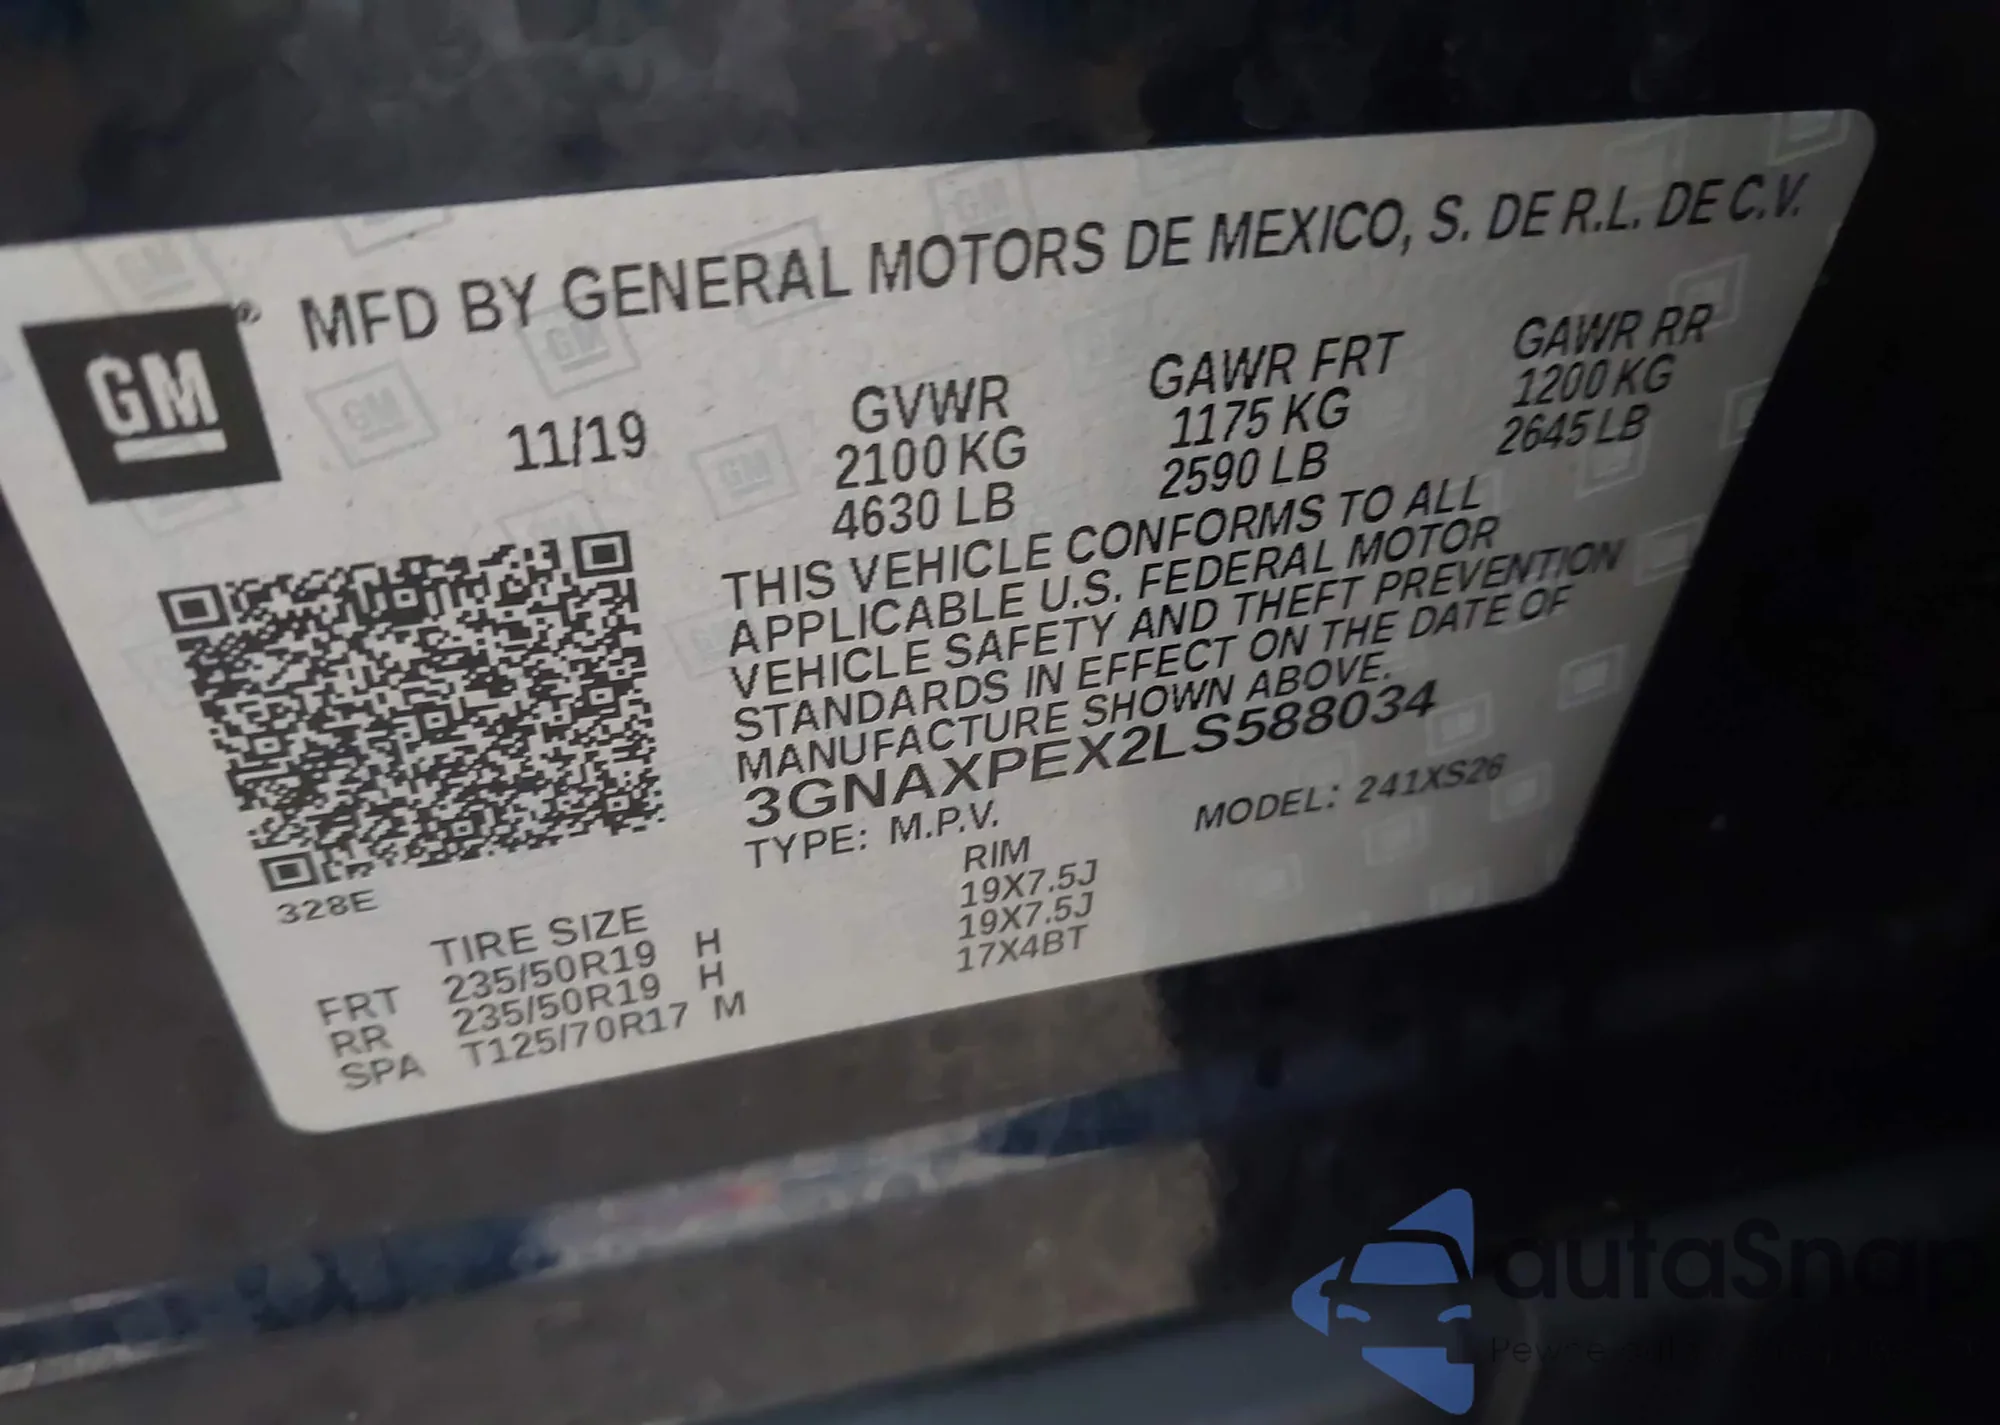 GM® MFD BY GENERAL MOTORS DE MEXICO, S. DE R.L. DE C.V.
11/19
GVWR
2100 KG
4630 LB
GAWR FRT
1175 KG
2590 LB
GAWR RR
1200 KG
2645 LB
THIS VEHICLE CONFORMS TO ALL
APPLICABLE U.S. FEDERAL MOTOR
VEHICLE SAFETY AND THEFT PREVENTION
STANDARDS IN EFFECT ON THE DATE OF
MANUFACTURE SHOWN ABOVE.
3GNAXPEX2LS588034
TYPE: M.P.V.
MODEL: 241XS26
328E
TIRE SIZE
RIM
FRT 235/50R19 H 19X7.5J
RR 235/50R19 H 19X7.5J
SPA T125/70R17 M 17X4BT
autaSnap